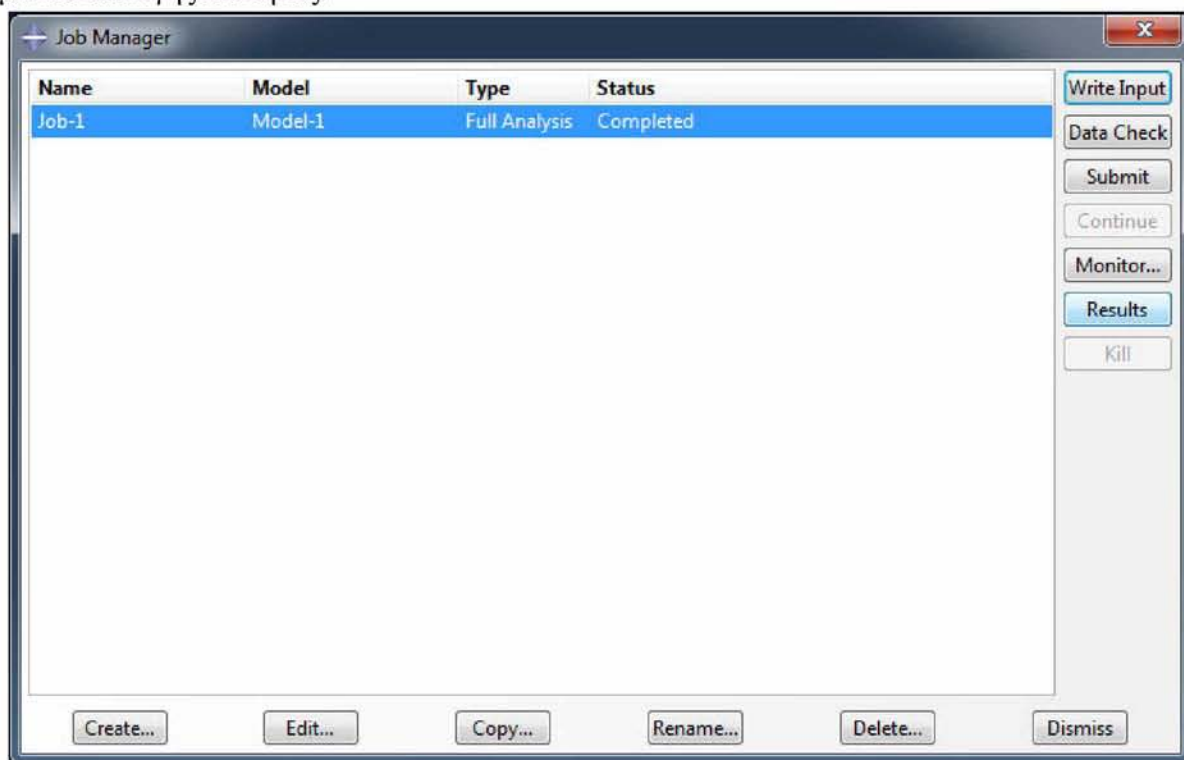 Job Manager
Name Model Type Status
Job-1 Model-1 Full Analysis Completed
Write Input
Data Check
Submit
Continue
Monitor...
Results
Kill
Create... Edit... Copy... Rename... Delete... Dismiss